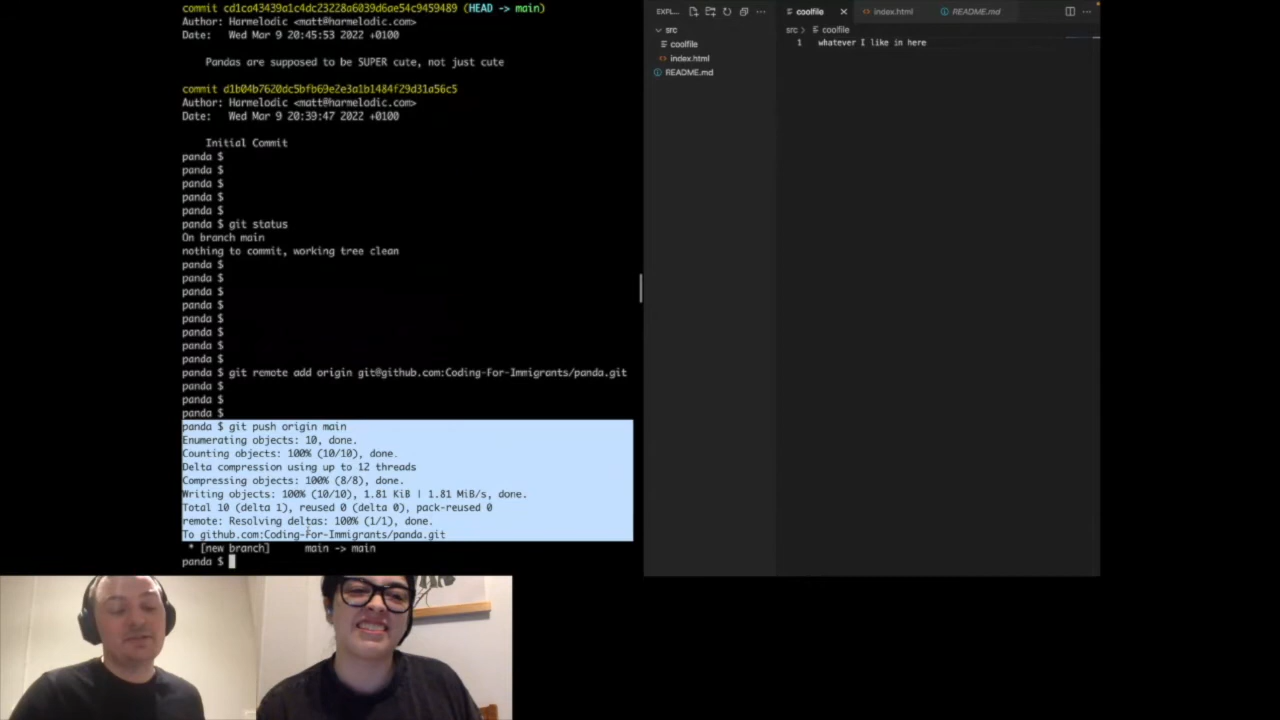 commit cd1ca43439a1c4dc23228a6039d6ae54c9459489 (HEAD -> main)
Author: Harmelodic <matt@harmelodic.com>
Date:   Wed Mar 9 20:45:53 2022 +0100
Pandas are supposed to be SUPER cute, not just cute
commit d1b04b7620dc5bfb69e2e3a1b1484f29d31a56c5
Author: Harmelodic <matt@harmelodic.com>
Date:   Wed Mar 9 20:39:47 2022 +0100
Initial Commit
panda $
panda $
panda $
panda $
panda $
panda $ git status
On branch main
nothing to commit, working tree clean
panda $
panda $
panda $
panda $
panda $
panda $
panda $
panda $
panda $ git remote add origin git@github.com:Coding-For-Immigrants/panda.git
panda $
panda $
panda $
panda $ git push origin main
Enumerating objects: 10, done.
Counting objects: 100% (10/10), done.
Delta compression using up to 12 threads
Compressing objects: 100% (8/8), done.
Writing objects: 100% (10/10), 1.81 KiB | 1.81 MiB/s, done.
Total 10 (delta 1), reused 0 (delta 0), pack-reused 0
remote: Resolving deltas: 100% (1/1), done.
To github.com:Coding-For-Immigrants/panda.git
* [new branch]      main -> main
panda $
EXPL...
src
coolfile
index.html
README.md
coolfile
index.html
README.md
src > coolfile
1 whatever I like in here